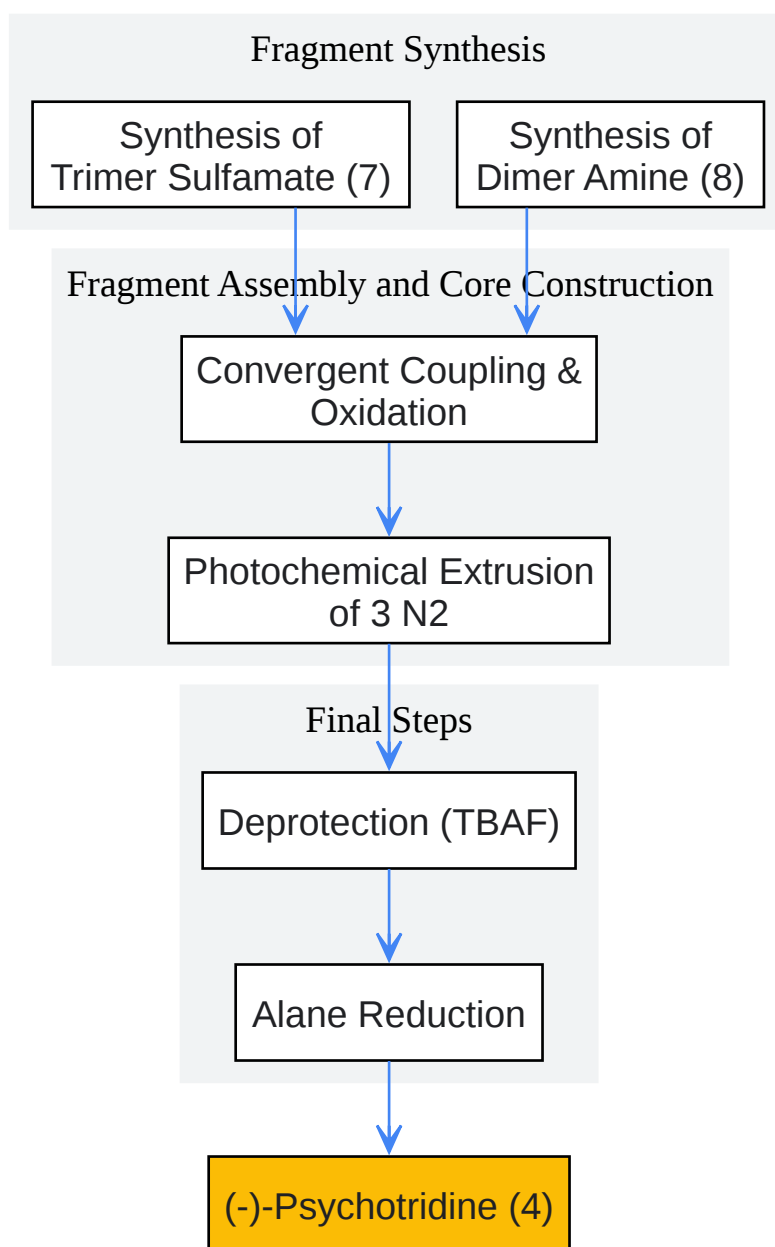 Fragment Synthesis
Synthesis of
Trimer Sulfamate (7)
Synthesis of
Dimer Amine (8)
Fragment Assembly and Core Construction
Convergent Coupling &
Oxidation
Photochemical Extrusion
of 3 N2
Final Steps
Deprotection (TBAF)
Alane Reduction
(-)-Psychotridine (4)